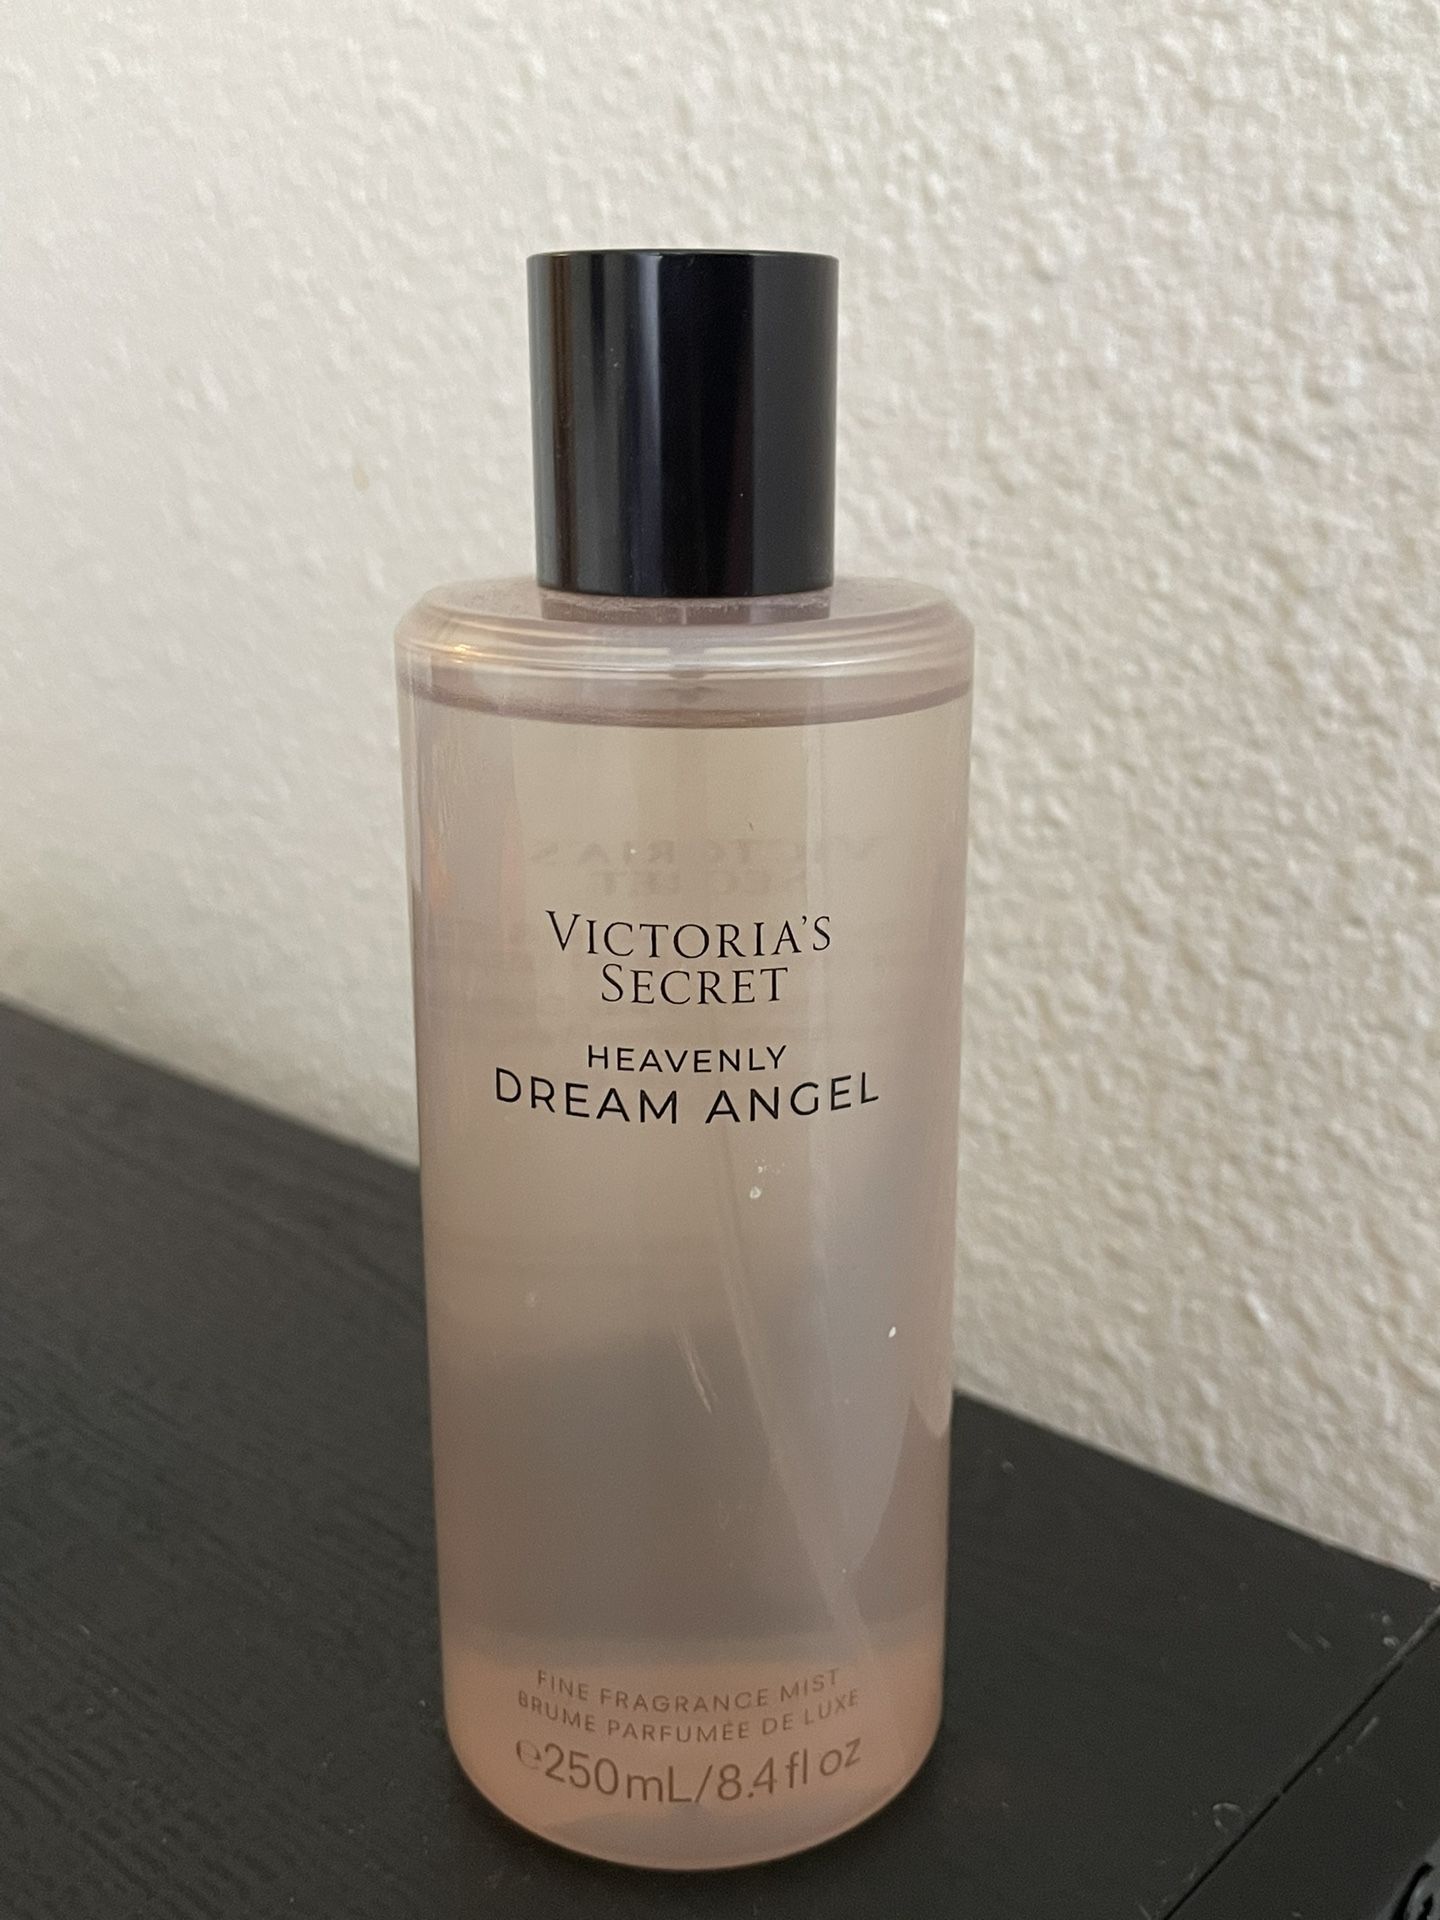 VICTORIA'S
SECRET
HEAVENLY
DREAM ANGEL
FINE FRAGRANCE MIST
BRUME PARFUMÉE DE LUXE
℮250mL/8.4 fl oz